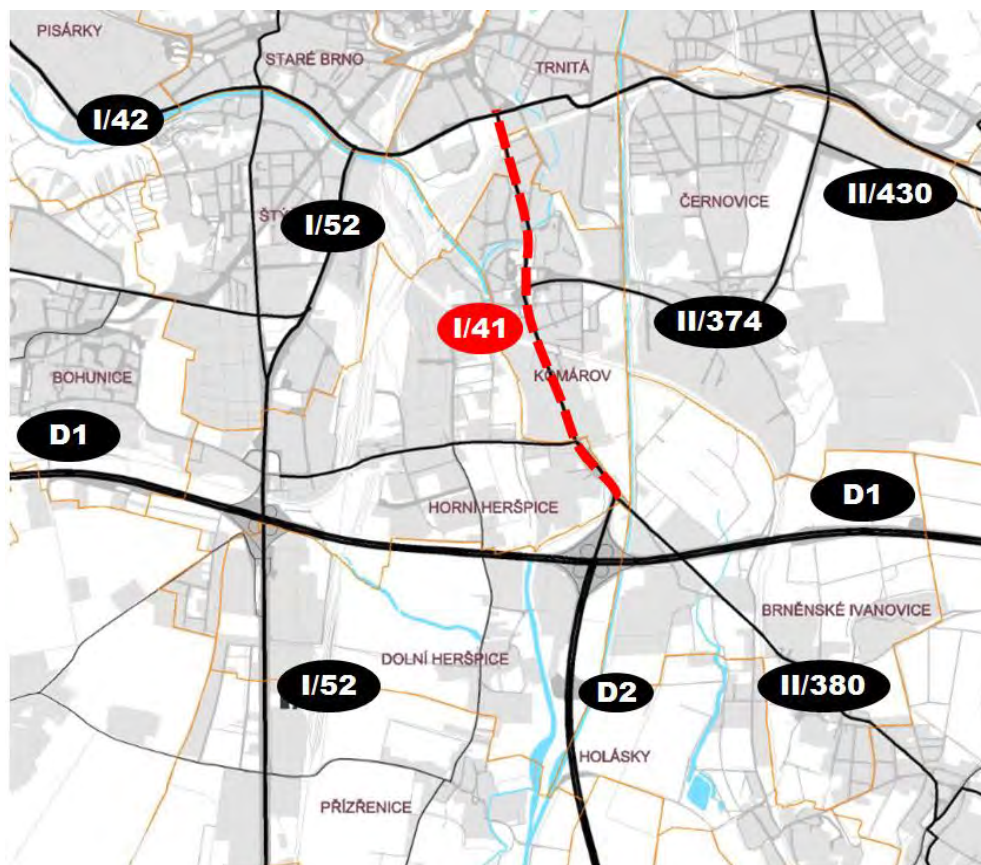 PISÁRKY
STARÉ BRNO
TRNITÁ
I/42
ČERNOVICE
II/430
ŠTÝ
I/52
I/41
II/374
BOHUNICE
KOMÁROV
D1
D1
HORNÍ HERŠPICE
BRNĚNSKÉ IVANOVICE
DOLNÍ HERŠPICE
I/52
D2
II/380
HOLÁSKY
PŘÍZŘENICE